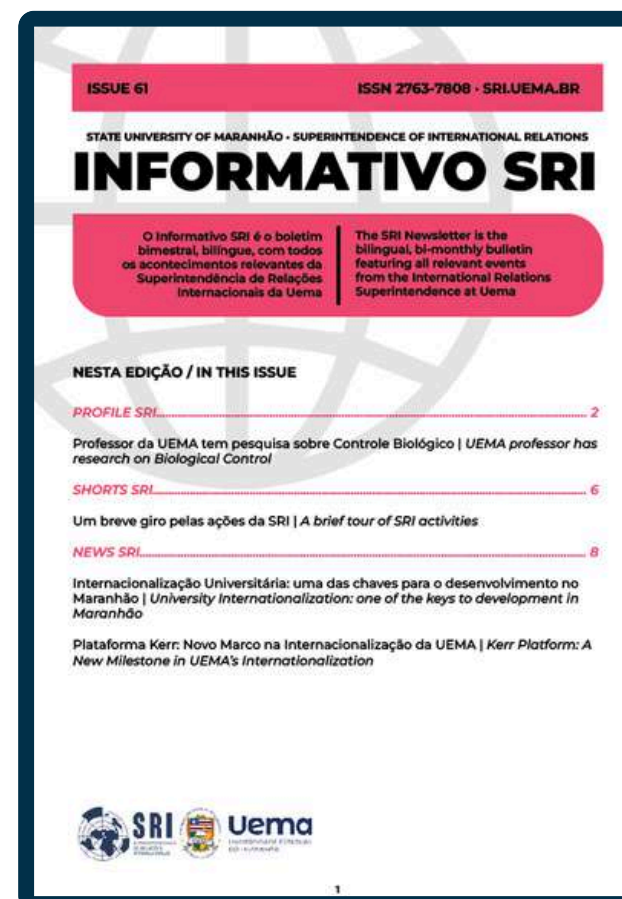 ISSUE 61 ISSN 2763-7808 · SRI.UEMA.BR
STATE UNIVERSITY OF MARANHÃO · SUPERINTENDENCE OF INTERNATIONAL RELATIONS
INFORMATIVO SRI
O Informativo SRI é o boletim
bimestral, bilíngue, com todos
os acontecimentos relevantes da
Superintendência de Relações
Internacionais da Uema
The SRI Newsletter is the
bilingual, bi-monthly bulletin
featuring all relevant events
from the International Relations
Superintendence at Uema
NESTA EDIÇÃO / IN THIS ISSUE
PROFILE SRI 2
Professor da UEMA tem pesquisa sobre Controle Biológico | UEMA professor has
research on Biological Control
SHORTS SRI 6
Um breve giro pelas ações da SRI | A brief tour of SRI activities
NEWS SRI 8
Internacionalização Universitária: uma das chaves para o desenvolvimento no
Maranhão | University Internationalization: one of the keys to development in
Maranhão
Plataforma Kerr: Novo Marco na Internacionalização da UEMA | Kerr Platform: A
New Milestone in UEMA's Internationalization
SRI
Uema
1